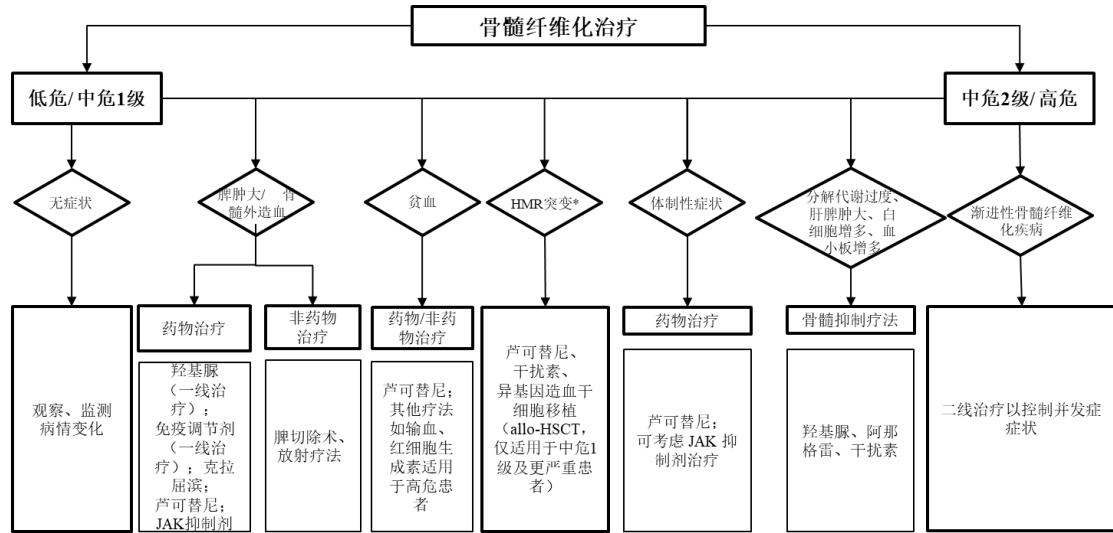 骨髓纤维化治疗
低危/中危1级
中危2级/高危
无症状
脾肿大/ 骨
髓外造血
贫血
HMR突变*
体制性症状
分解代谢过度、
肝脾肿大、白
细胞增多、血
小板增多
渐进性骨髓纤维
化疾病
观察、监测
病情变化
药物治疗
羟基脲
（一线治
疗）；
免疫调节剂
（一线治
疗）；克拉
屈滨；
芦可替尼；
JAK抑制剂
非药物
治疗
脾切除术、
放射疗法
药物/非药
物治疗
芦可替尼；
其他疗法
如输血、
红细胞生
成素适用
于高危患
者
芦可替尼、
干扰素、
异基因造血干
细胞移植
（allo-HSCT，
仅适用于中危1
级及更严重患
者）
药物治疗
芦可替尼；
可考虑 JAK 抑
制剂治疗
骨髓抑制疗法
羟基脲、阿那
格雷、干扰素
二线治疗以控制并发症
症状